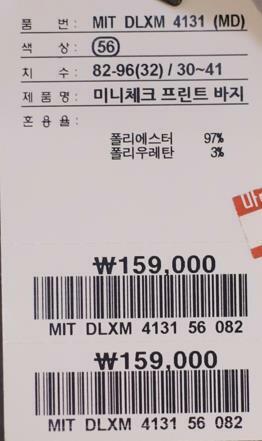 품 번: MIT DLXM 4131 (MD)
색 상: 56
치 수: 82-96(32) / 30~41
제 품 명: 미니체크 프린트 바지
혼 용 율:
폴리에스터 97%
폴리우레탄 3%
₩159,000
MIT DLXM 4131 56 082
₩159,000
MIT DLXM 4131 56 082